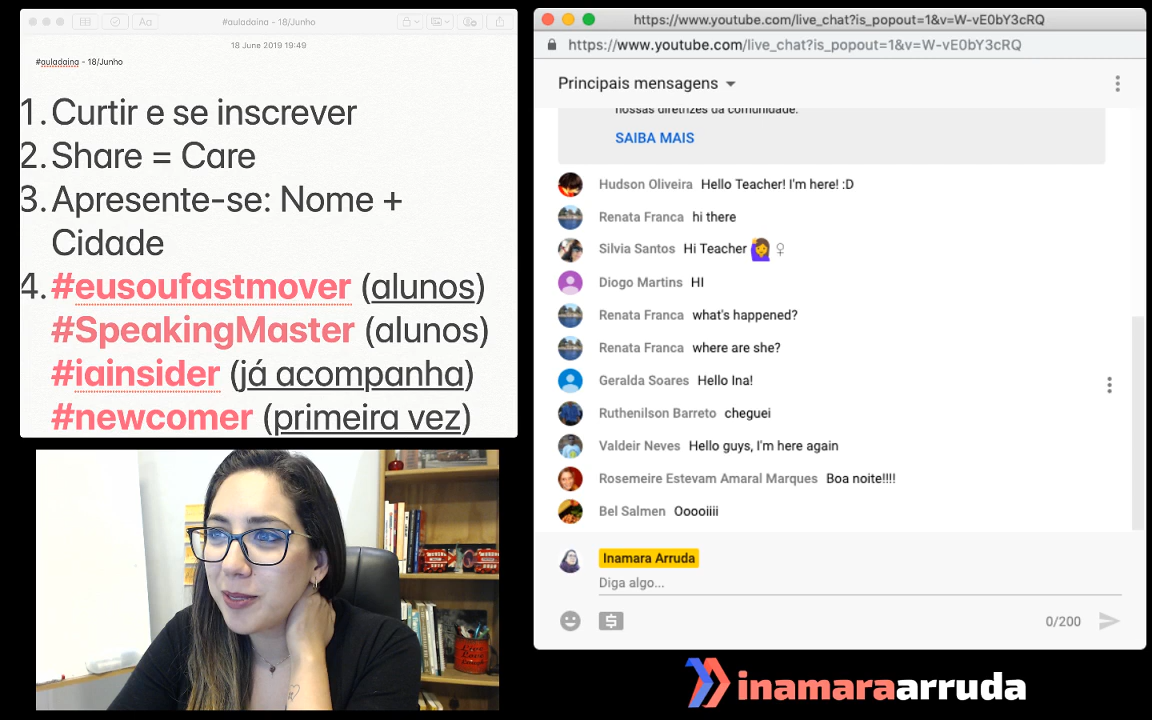 #auladaina - 18/Junho
18 June 2019 19:49
#auladaina - 18/Junho
1. Curtir e se inscrever
2. Share = Care
3. Apresente-se: Nome +
Cidade
4. #eusoufastmover (alunos)
#SpeakingMaster (alunos)
#iainsider (já acompanha)
#newcomer (primeira vez)
https://www.youtube.com/live_chat?is_popout=1&v=W-vE0bY3cRQ
https://www.youtube.com/live_chat?is_popout=1&v=W-vE0bY3cRQ
Principais mensagens
nossas diretrizes da comunidade.
SAIBA MAIS
Hudson Oliveira Hello Teacher! I'm here! :D
Renata Franca hi there
Silvia Santos Hi Teacher 🙋♀
Diogo Martins HI
Renata Franca what's happened?
Renata Franca where are she?
Geralda Soares Hello Ina!
Ruthenilson Barreto cheguei
Valdeir Neves Hello guys, I'm here again
Rosemeire Estevam Amaral Marques Boa noite!!!!
Bel Salmen Ooooiiii
Inamara Arruda
Diga algo...
0/200
inamaraarruda